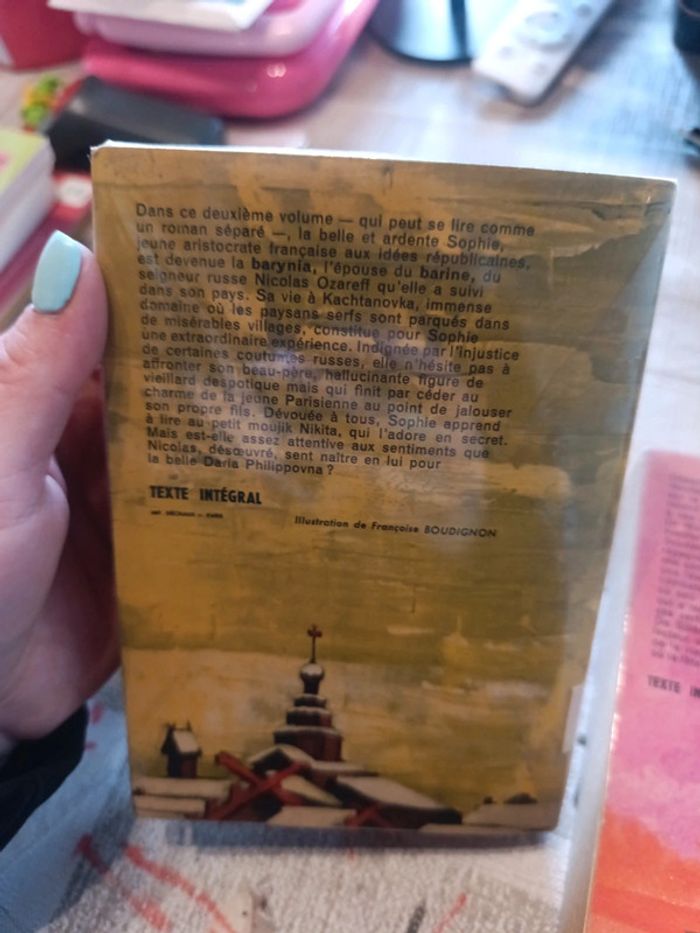 Dans ce deuxième volume — qui peut se lire comme
un roman séparé —, la belle et ardente Sophie,
jeune aristocrate française aux idées républicaines,
est devenue la barynia, l'épouse du barine, du
seigneur russe Nicolas Ozareff qu'elle a suivi
dans son pays. Sa vie à Kachtanovka, immense
domaine où les paysans serfs sont parqués dans
de misérables villages, constitue pour Sophie
une extraordinaire expérience. Indignée par l'injustice
de certaines coutumes russes, elle n'hésite pas à
affronter son beau-père, hallucinante figure de
vieillard despotique mais qui finit par céder au
charme de la jeune Parisienne au point de jalouser
son propre fils. Dévouée à tous, Sophie apprend
à lire au petit moujik Nikita, qui l'adore en secret.
Mais est-elle assez attentive aux sentiments que
Nicolas, désœuvré, sent naître en lui pour
la belle Daria Philippovna ?
TEXTE INTÉGRAL
Illustration de Françoise BOUDIGNON
TEXTE IN